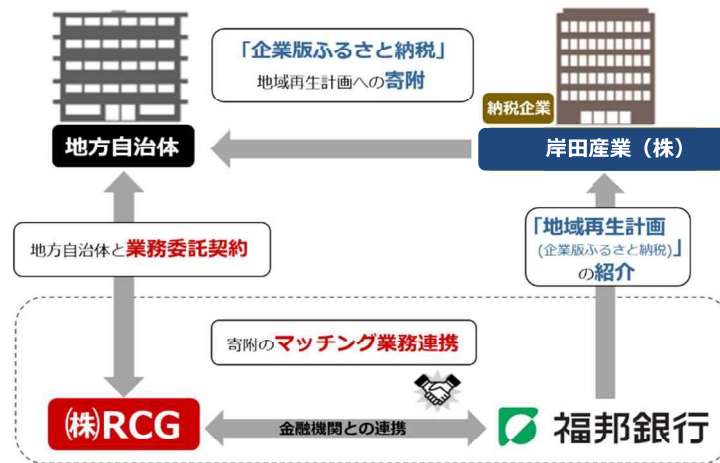 「企業版ふるさと納税」
地域再生計画への寄附
納税企業
地方自治体
岸田産業（株）
地方自治体と業務委託契約
「地域再生計画
(企業版ふるさと納税)」
の紹介
寄附のマッチング業務連携
㈱RCG
金融機関との連携
福邦銀行